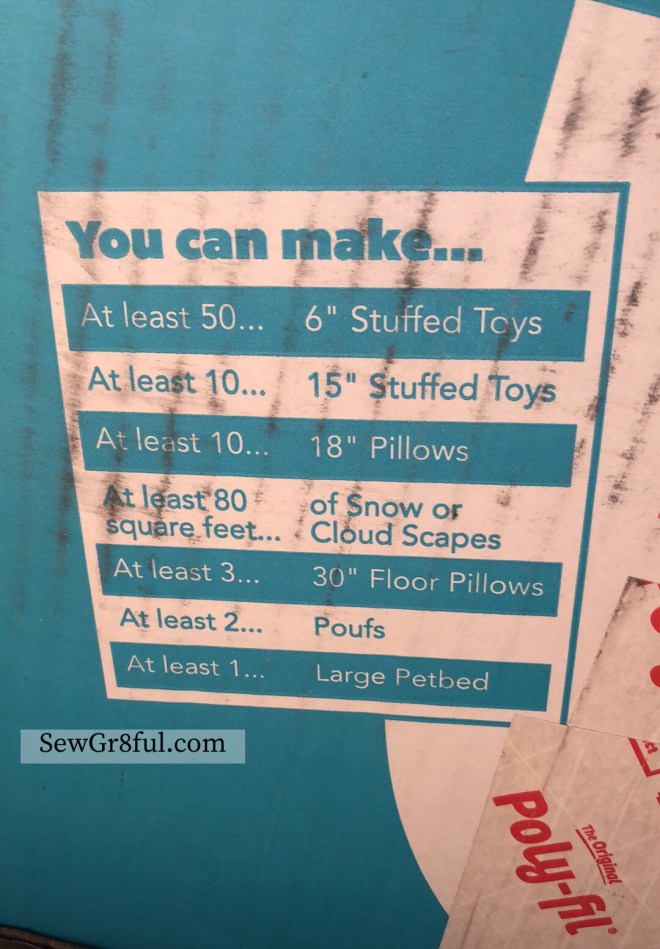 You can make...
At least 50... 6" Stuffed Toys
At least 10... 15" Stuffed Toys
At least 10... 18" Pillows
At least 80 of Snow or
square feet... Cloud Scapes
At least 3... 30" Floor Pillows
At least 2... Poufs
At least 1... Large Petbed
SewGr8ful.com
The Original
Poly-fil®